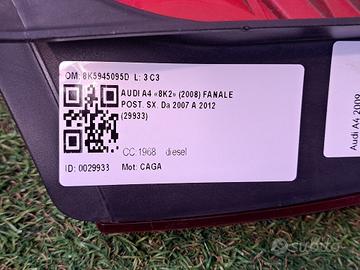 OM: 8K5945095D L: 3 C3
AUDI A4 «8K2» (2008) FANALE
POST. SX. Da 2007 A 2012
(29933)
CC:1968 diesel
ID: 0029933 Mot: CAGA
Audi A4 2009
subito